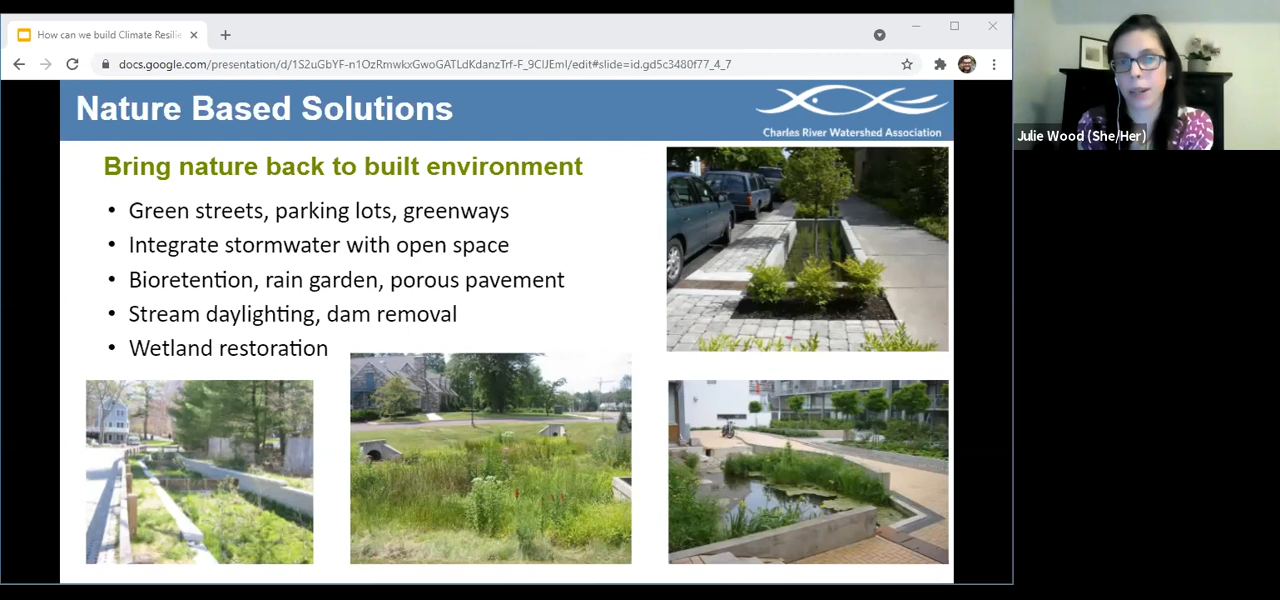 How can we build Climate Resilie
docs.google.com/presentation/d/1S2uGbYF-n1OzRnwkxGwoGATLdKdanzTrf-F_9ClJEmI/edit#slide=id.gd5c3480f77_4_7
Nature Based Solutions
Charles River Watershed Association
Julie Wood (She/Her)
Bring nature back to built environment
• Green streets, parking lots, greenways
• Integrate stormwater with open space
• Bioretention, rain garden, porous pavement
• Stream daylighting, dam removal
• Wetland restoration